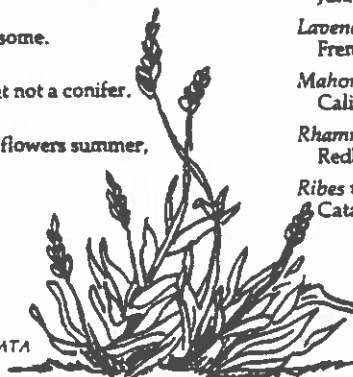 some.
not a conifer.
flowers summer,
ATA
Lavend
Fren
Mahon
Cali
Rhamn
Redl
Ribes
Cata